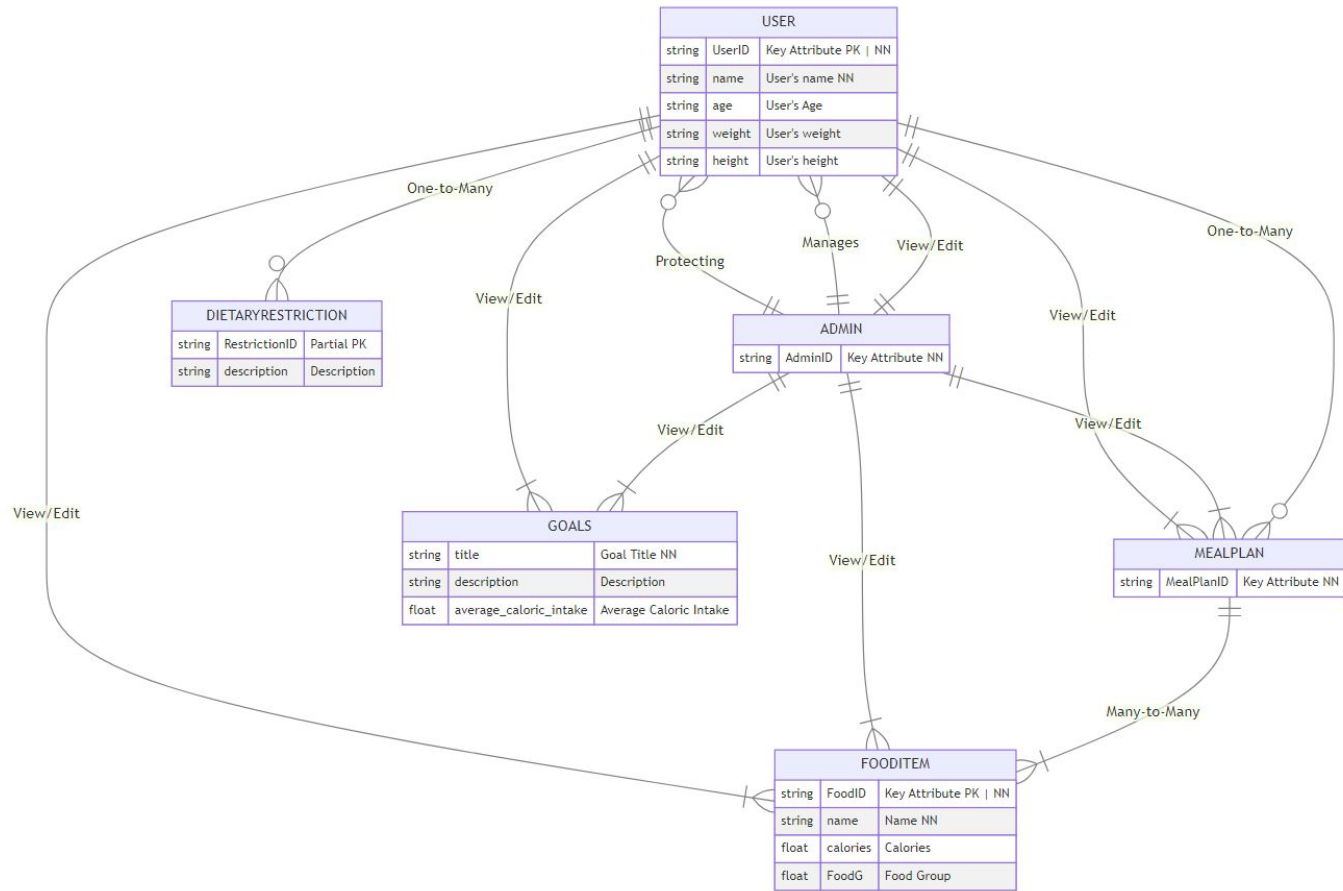 USER
string UserID Key Attribute PK | NN
string name User's name NN
string age User's Age
string weight User's weight
string height User's height
One-to-Many
One-to-Many
Manages
View/Edit
Protecting
View/Edit
DIETARYRESTRICTION
string RestrictionID Partial PK
string description Description
View/Edit
ADMIN
string AdminID Key Attribute NN
View/Edit
View/Edit
View/Edit
GOALS
string title Goal Title NN
string description Description
float average_caloric_intake Average Caloric Intake
View/Edit
MEALPLAN
string MealPlanID Key Attribute NN
Many-to-Many
FOODITEM
string FoodID Key Attribute PK | NN
string name Name NN
float calories Calories
float FoodG Food Group